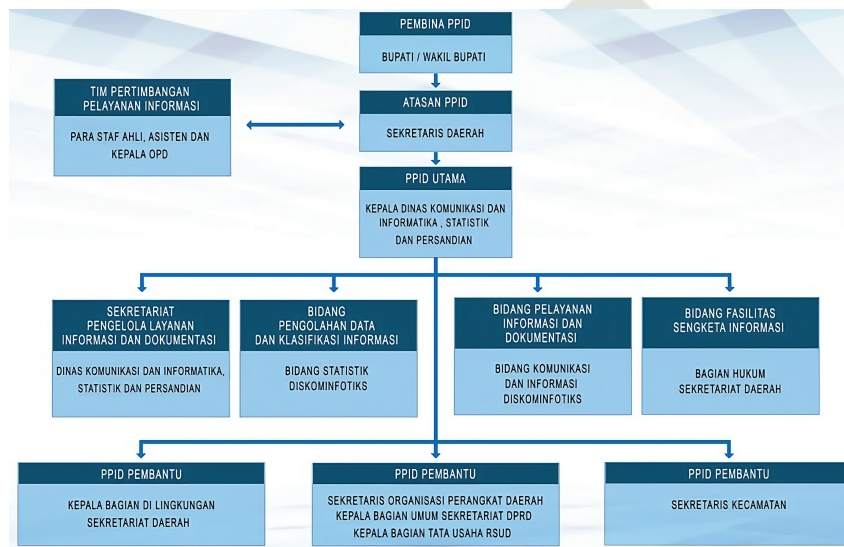 PEMBINA PPID
BUPATI / WAKIL BUPATI
TIM PERTIMBANGAN
PELAYANAN INFORMASI
PARA STAF AHLI, ASISTEN DAN
KEPALA OPD
ATASAN PPID
SEKRETARIS DAERAH
PPID UTAMA
KEPALA DINAS KOMUNIKASI DAN
INFORMATIKA , STATISTIK
DAN PERSANDIAN
SEKRETARIAT
PENGELOLA LAYANAN
INFORMASI DAN DOKUMENTASI
DINAS KOMUNIKASI DAN INFORMATIKA,
STATISTIK DAN PERSANDIAN
BIDANG
PENGOLAHAN DATA
DAN KLASIFIKASI INFORMASI
BIDANG STATISTIK
DISKOMINFOTIKS
BIDANG PELAYANAN
INFORMASI DAN
DOKUMENTASI
BIDANG KOMUNIKASI
DAN INFORMASI
DISKOMINFOTIKS
BIDANG FASILITAS
SENGKETA INFORMASI
BAGIAN HUKUM
SEKRETARIAT DAERAH
PPID PEMBANTU
KEPALA BAGIAN DI LINGKUNGAN
SEKRETARIAT DAERAH
PPID PEMBANTU
SEKRETARIS ORGANISASI PERANGKAT DAERAH
KEPALA BAGIAN UMUM SEKRETARIAT DPRD
KEPALA BAGIAN TATA USAHA RSUD
PPID PEMBANTU
SEKRETARIS KECAMATAN